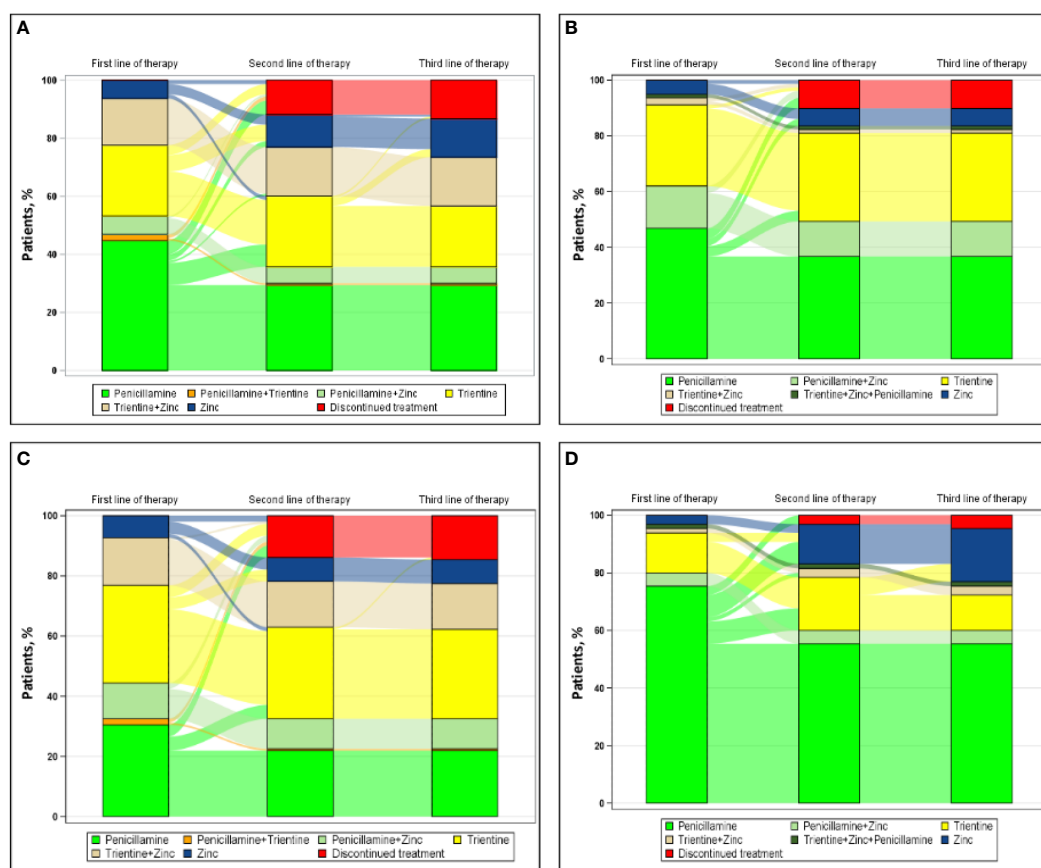 A
First line of therapy Second line of therapy Third line of therapy
100
80
60
40
20
0
Patients, %
Penicillamine Penicillamine+Trientine Penicillamine+Zinc Trientine
Trientine+Zinc Zinc Discontinued treatment
B
First line of therapy Second line of therapy Third line of therapy
100
80
60
40
20
0
Patients, %
Penicillamine Penicillamine+Zinc Trientine
Trientine+Zinc Trientine+Zinc+Penicillamine Zinc
Discontinued treatment
C
First line of therapy Second line of therapy Third line of therapy
100
80
60
40
20
0
Patients, %
Penicillamine Penicillamine+Trientine Penicillamine+Zinc Trientine
Trientine+Zinc Zinc Discontinued treatment
D
First line of therapy Second line of therapy Third line of therapy
100
80
60
40
20
0
Patients, %
Penicillamine Penicillamine+Zinc Trientine
Trientine+Zinc Trientine+Zinc+Penicillamine Zinc
Discontinued treatment